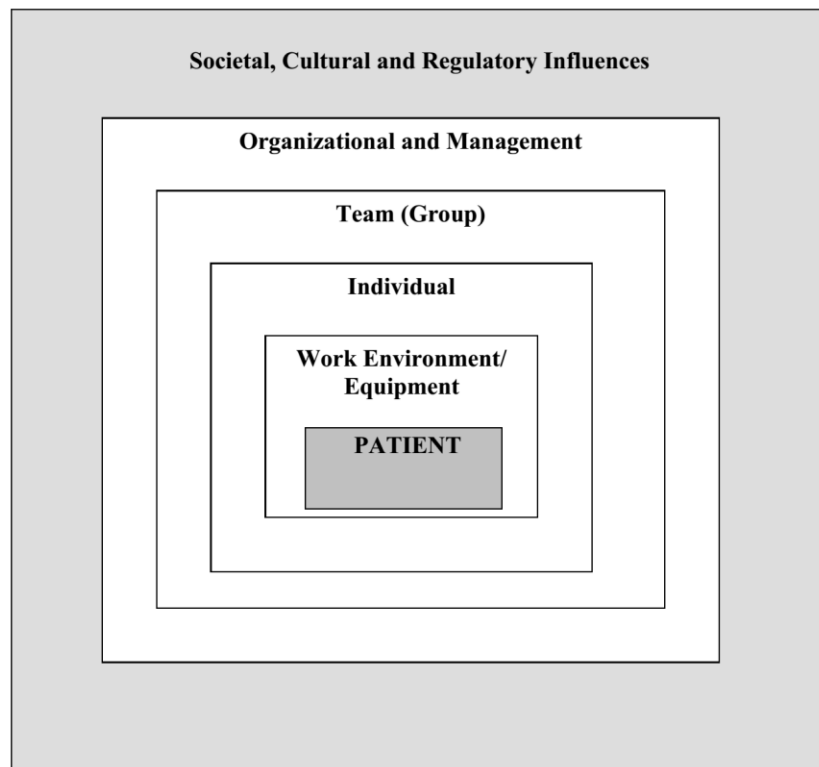 Societal, Cultural and Regulatory Influences
Organizational and Management
Team (Group)
Individual
Work Environment/
Equipment
PATIENT